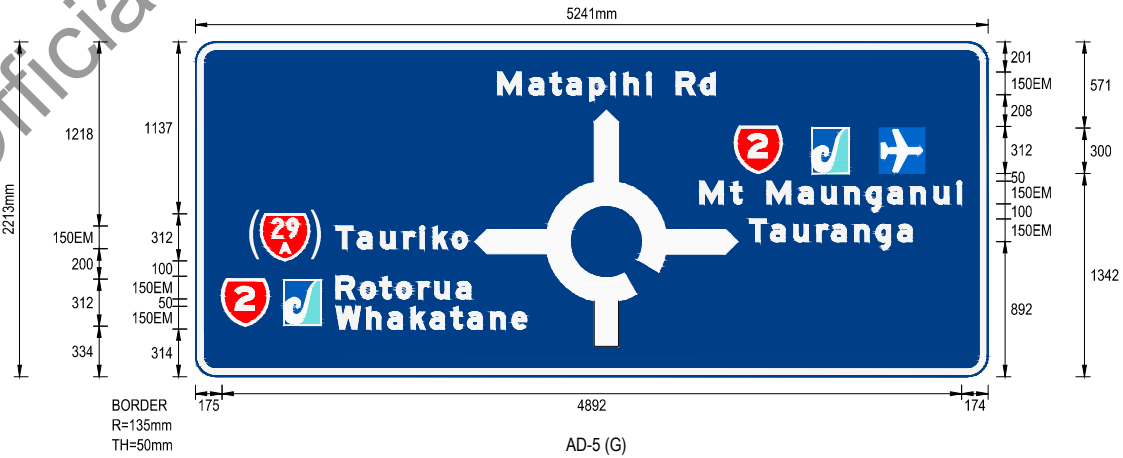 5241mm
Official
Matapihi Rd
2
Mt Maunganui
Tauranga
29
A
Tauriko
2
Rotorua
Whakatane
2213mm
1218
150EM
200
312
334
1137
312
100
150EM
50
150EM
314
201
150EM
208
312
50
150EM
100
150EM
892
571
300
1342
175
4892
174
BORDER
R=135mm
TH=50mm
AD-5 (G)